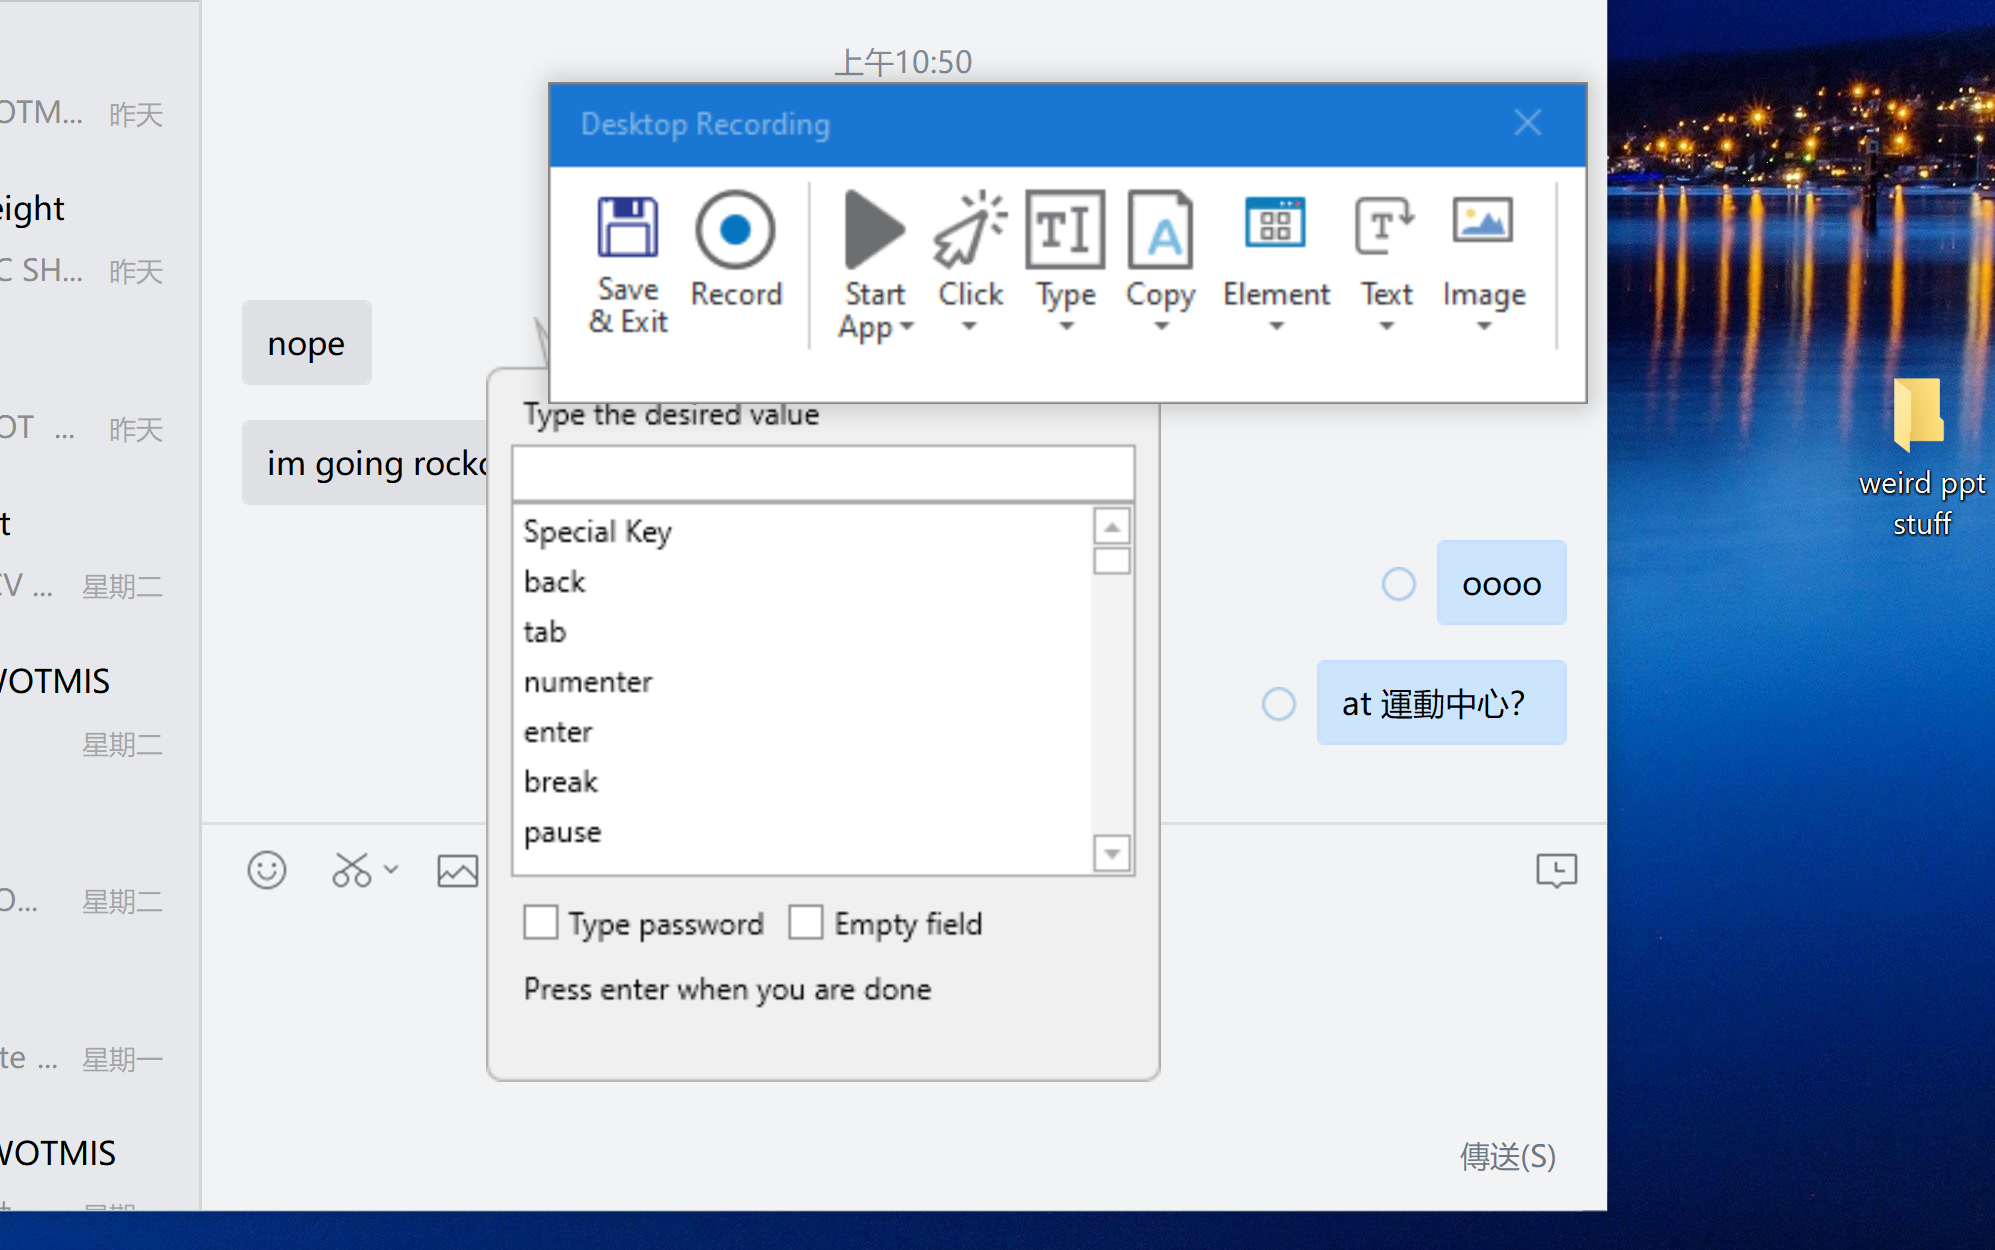 上午10:50
OTM... 昨天
eight
C SH... 昨天
OT ... 昨天
t
CV ... 星期二
VOTMIS
星期二
O... 星期二
te ... 星期一
VOTMIS
nope
im going rock
oooo
at 運動中心?
傳送(S)
Desktop Recording
Save & Exit
Record
Start App
Click
Type
Copy
Element
Text
Image
Type the desired value
Special Key
back
tab
numenter
enter
break
pause
Type password
Empty field
Press enter when you are done
weird ppt
stuff